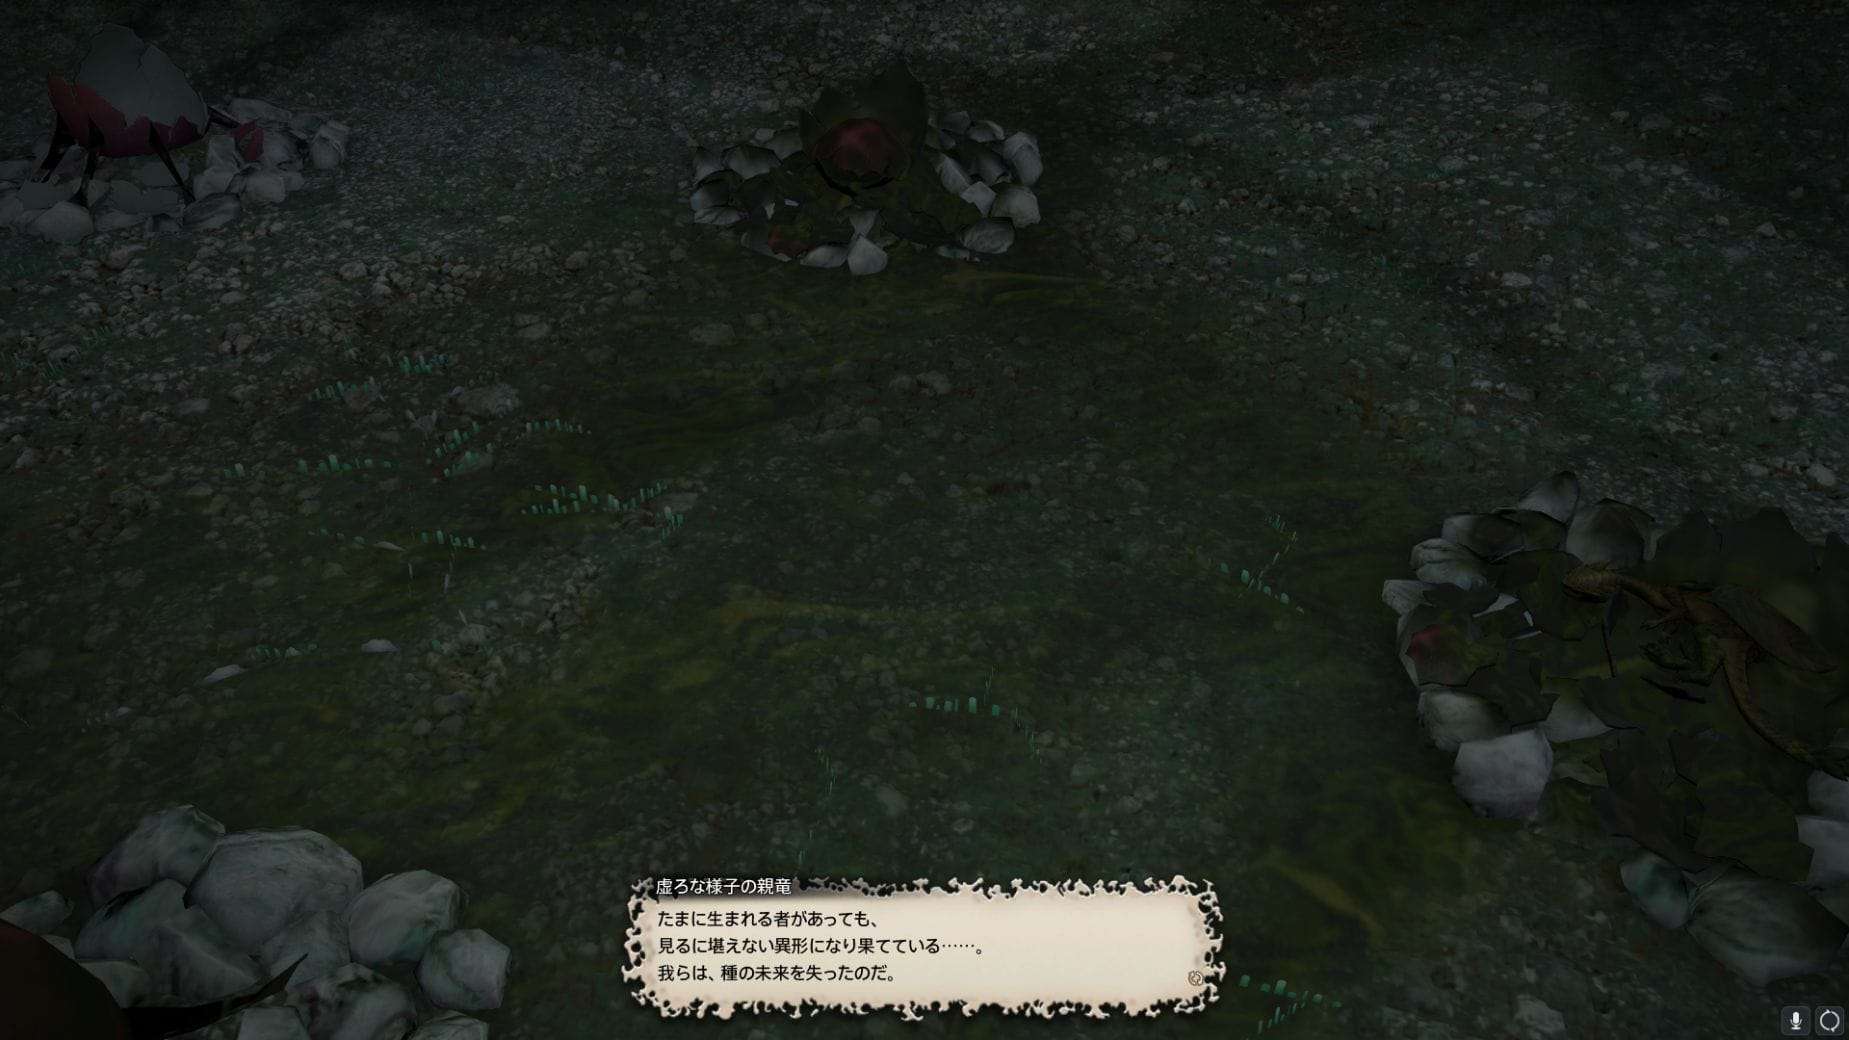 虚ろな様子の親竜
たまに生まれる者があっても、
見るに堪えない異形になり果てている……。
我らは、種の未来を失ったのだ。